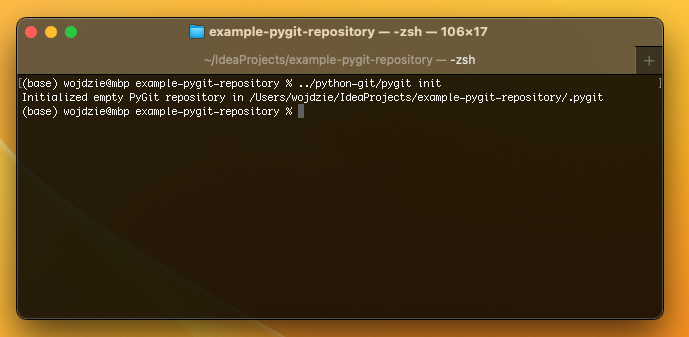 example-pygit-repository — -zsh — 106×17
~/IdeaProjects/example-pygit-repository — -zsh
+
[(base) wojdzie@mbp example-pygit-repository % ../python-git/pygit init ]
Initialized empty PyGit repository in /Users/wojdzie/IdeaProjects/example-pygit-repository/.pygit
(base) wojdzie@mbp example-pygit-repository %